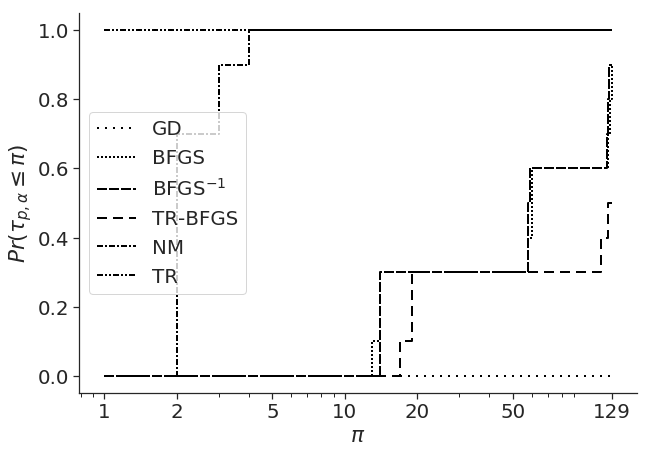 1.0
0.8
0.6
0.4
0.2
0.0
Pr(τp,α ≤ π)
GD
BFGS
BFGS−1
TR-BFGS
NM
TR
1 2 5 10 20 50 129
π